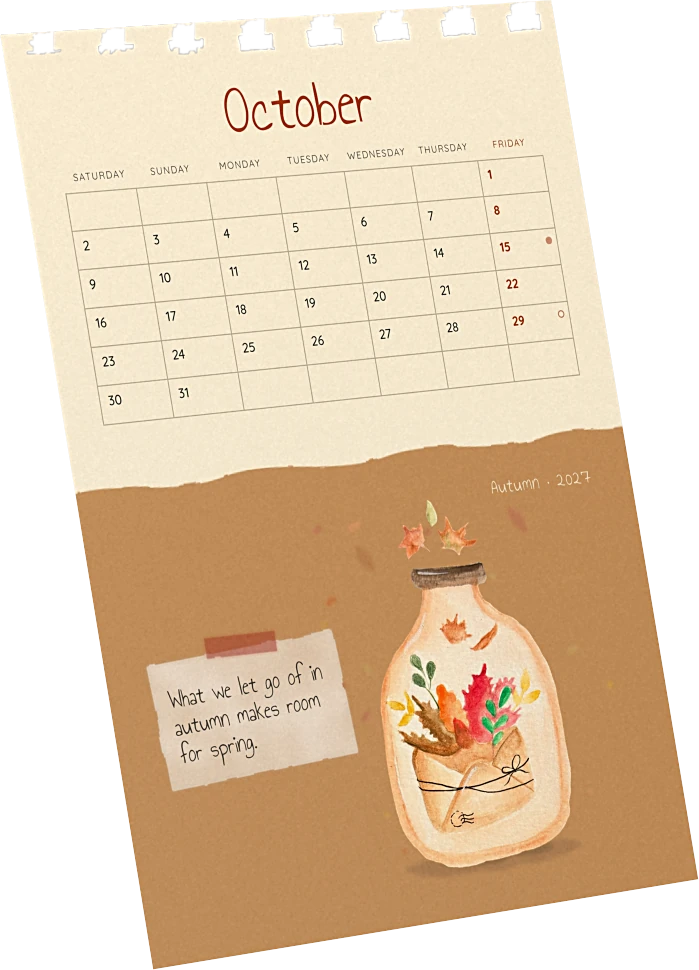 October
SATURDAY SUNDAY MONDAY TUESDAY WEDNESDAY THURSDAY FRIDAY
1
2 3 4 5 6 7 8
9 10 11 12 13 14 15
16 17 18 19 20 21 22
23 24 25 26 27 28 29
30 31
Autumn · 2027
What we let go of in
autumn makes room
for spring.